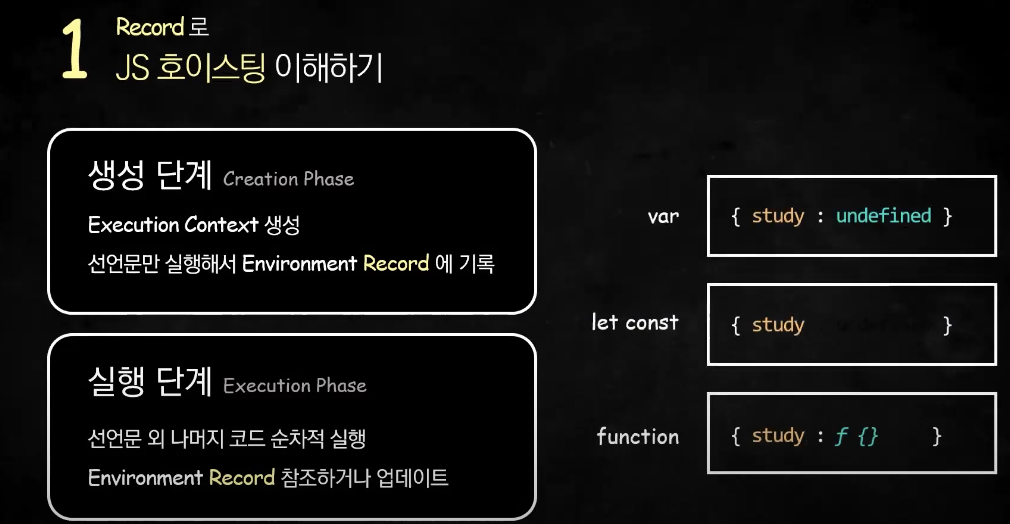 1
Record 로
JS 호이스팅 이해하기
생성 단계 Creation Phase
Execution Context 생성
선언문만 실행해서 Environment Record 에 기록
실행 단계 Execution Phase
선언문 외 나머지 코드 순차적 실행
Environment Record 참조하거나 업데이트
var { study : undefined }
let const { study }
function { study : f {} }